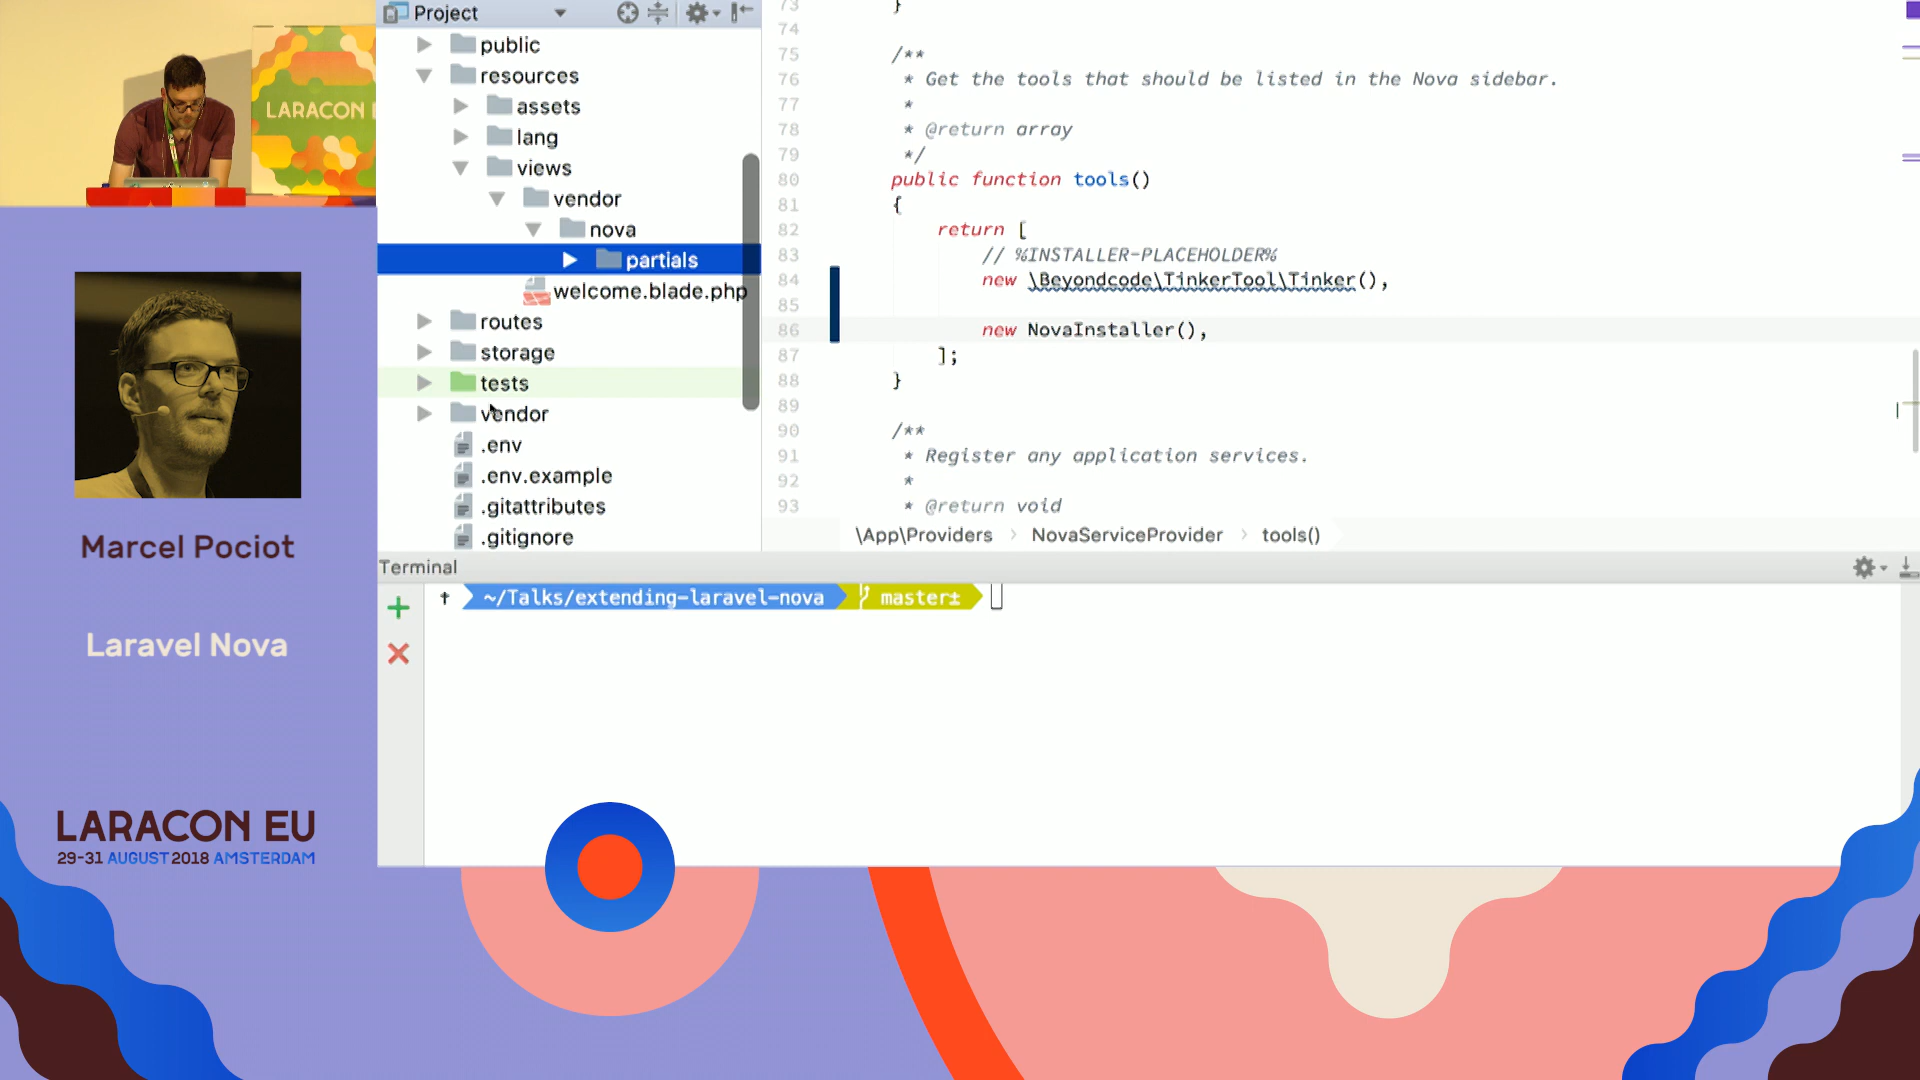 LARACON E
Marcel Pociot
Laravel Nova
LARACON EU
29-31 AUGUST 2018 AMSTERDAM
Project
public
resources
assets
lang
views
vendor
nova
partials
welcome.blade.php
routes
storage
tests
vendor
.env
.env.example
.gitattributes
.gitignore
73 }
74
75 /**
76 * Get the tools that should be listed in the Nova sidebar.
77 *
78 * @return array
79 */
80 public function tools()
81 {
82 return [
83 // %INSTALLER-PLACEHOLDER%
84 new \Beyondcode\TinkerTool\Tinker(),
85
86 new NovaInstaller(),
87 ];
88 }
89
90 /**
91 * Register any application services.
92 *
93 * @return void
\App\Providers > NovaServiceProvider > tools()
Terminal
~/Talks/extending-laravel-nova master±